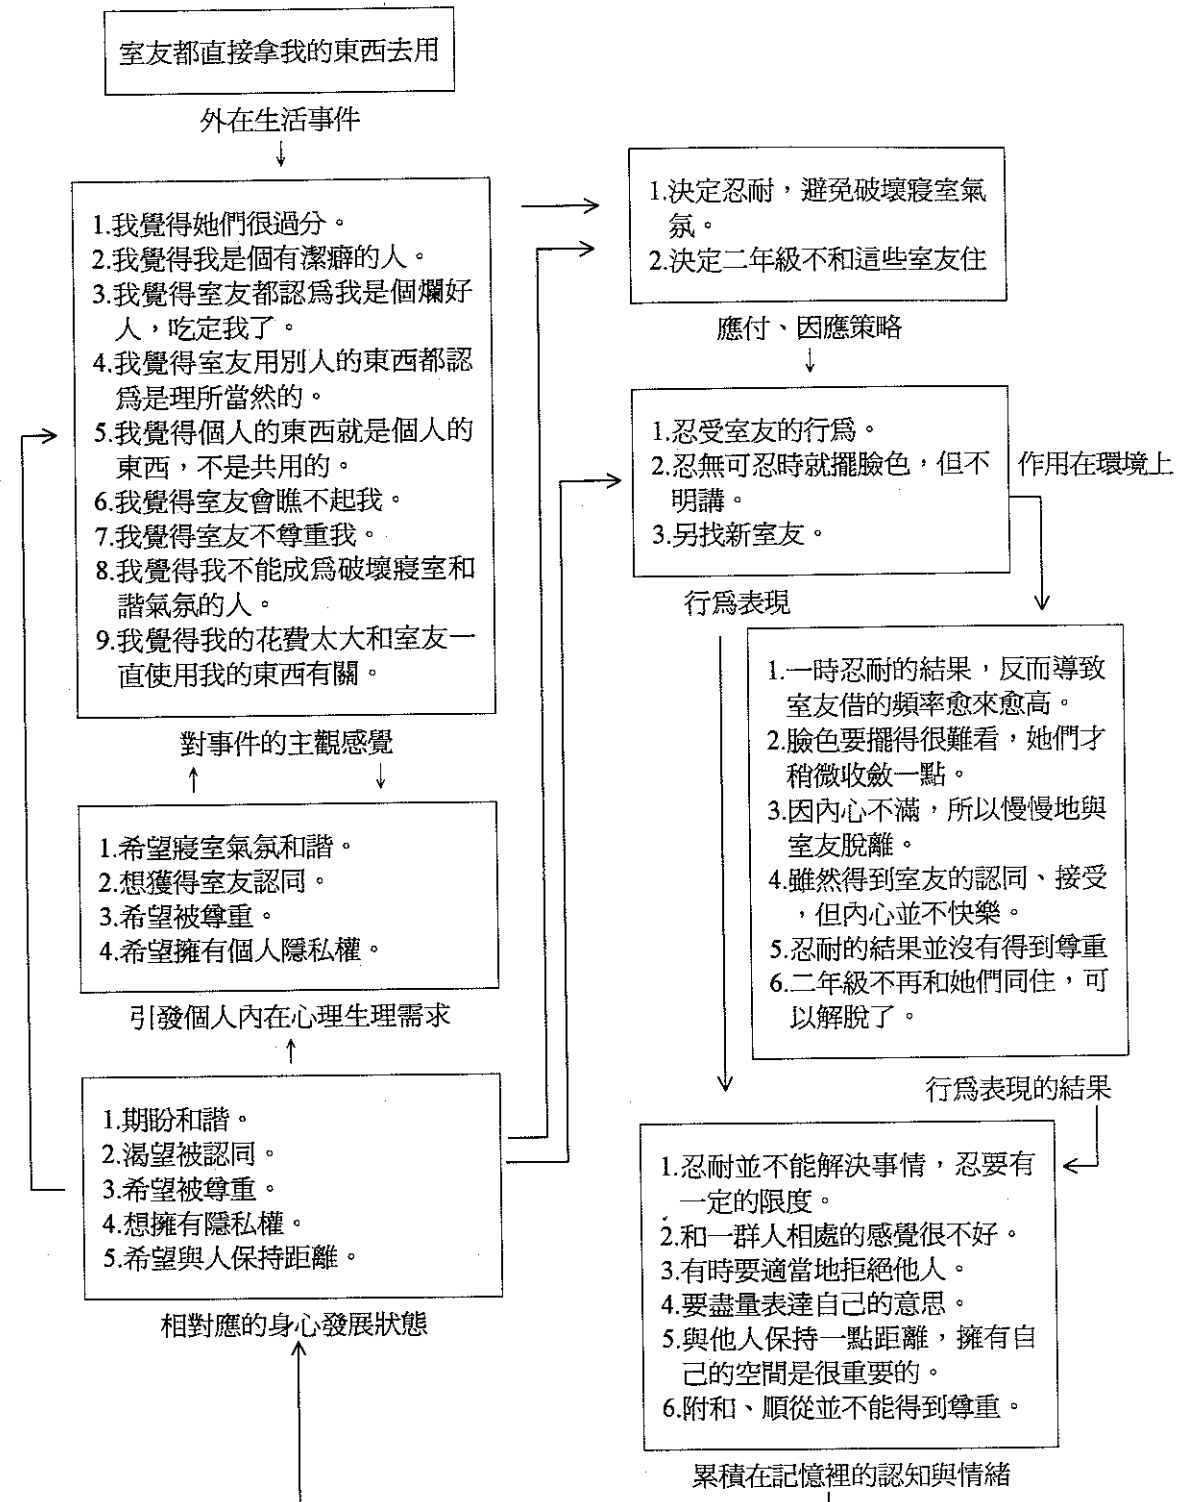 室友都直接拿我的東西去用
外在生活事件
1.我覺得她們很過分。
2.我覺得我是個有潔癖的人。
3.我覺得室友都認爲我是個爛好
人，吃定我了。
4.我覺得室友用別人的東西都認
爲是理所當然的。
5.我覺得個人的東西就是個人的
東西，不是共用的。
6.我覺得室友會瞧不起我。
7.我覺得室友不尊重我。
8.我覺得我不能成爲破壞寢室和
諧氣氛的人。
9.我覺得我的花費太大和室友一
直使用我的東西有關。
對事件的主觀感覺
1.希望寢室氣氛和諧。
2.想獲得室友認同。
3.希望被尊重。
4.希望擁有個人隱私權。
引發個人內在心理生理需求
1.期盼和諧。
2.渴望被認同。
3.希望被尊重。
4.想擁有隱私權。
5.希望與人保持距離。
相對應的身心發展狀態
1.決定忍耐，避免破壞寢室氣
氛。
2.決定二年級不和這些室友住
應付、因應策略
1.忍受室友的行爲。
2.忍無可忍時就擺臉色，但不
明講。
3.另找新室友。
作用在環境上
行爲表現
1.一時忍耐的結果，反而導致
室友借的頻率愈來愈高。
2.臉色要擺得很難看，她們才
稍微收斂一點。
3.因內心不滿，所以慢慢地與
室友脫離。
4.雖然得到室友的認同、接受
，但內心並不快樂。
5.忍耐的結果並沒有得到尊重
6.二年級不再和她們同住，可
以解脫了。
行爲表現的結果
1.忍耐並不能解決事情，忍要有
一定的限度。
2.和一群人相處的感覺很不好。
3.有時要適當地拒絕他人。
4.要盡量表達自己的意思。
5.與他人保持一點距離，擁有自
己的空間是很重要的。
6.附和、順從並不能得到尊重。
累積在記憶裡的認知與情緒